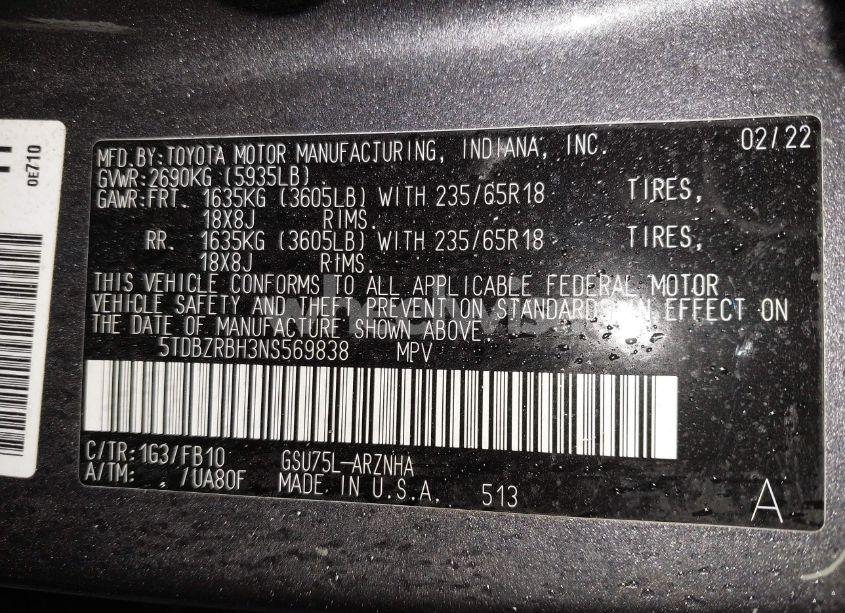 0E710
MFD.BY:TOYOTA MOTOR MANUFACTURING, INDIANA, INC. 02/22
GVWR:2690KG (5935LB)
GAWR:FRT. 1635KG (3605LB) WITH 235/65R18 TIRES,
18X8J RIMS.
RR. 1635KG (3605LB) WITH 235/65R18 TIRES,
18X8J RIMS.
THIS VEHICLE CONFORMS TO ALL APPLICABLE FEDERAL MOTOR
VEHICLE SAFETY AND THEFT PREVENTION STANDARDS IN EFFECT ON
THE DATE OF MANUFACTURE SHOWN ABOVE.
5TDBZRBH3NS569838 MPV
C/TR: 1G3/FB10 GSU75L-ARZNHA
A/TM: , /UA80F MADE IN U.S.A. 513
A